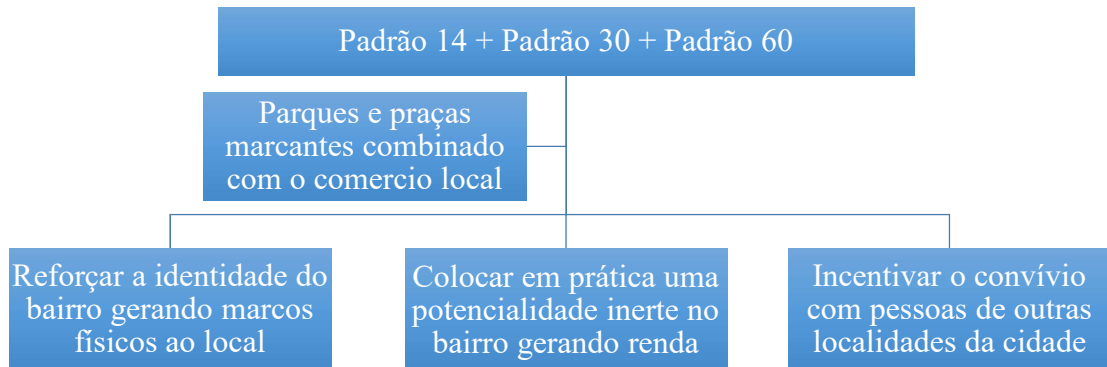 Padrão 14 + Padrão 30 + Padrão 60
Parques e praças
marcantes combinado
com o comercio local
Reforçar a identidade do
bairro gerando marcos
físicos ao local
Colocar em prática uma
potencialidade inerte no
bairro gerando renda
Incentivar o convívio
com pessoas de outras
localidades da cidade